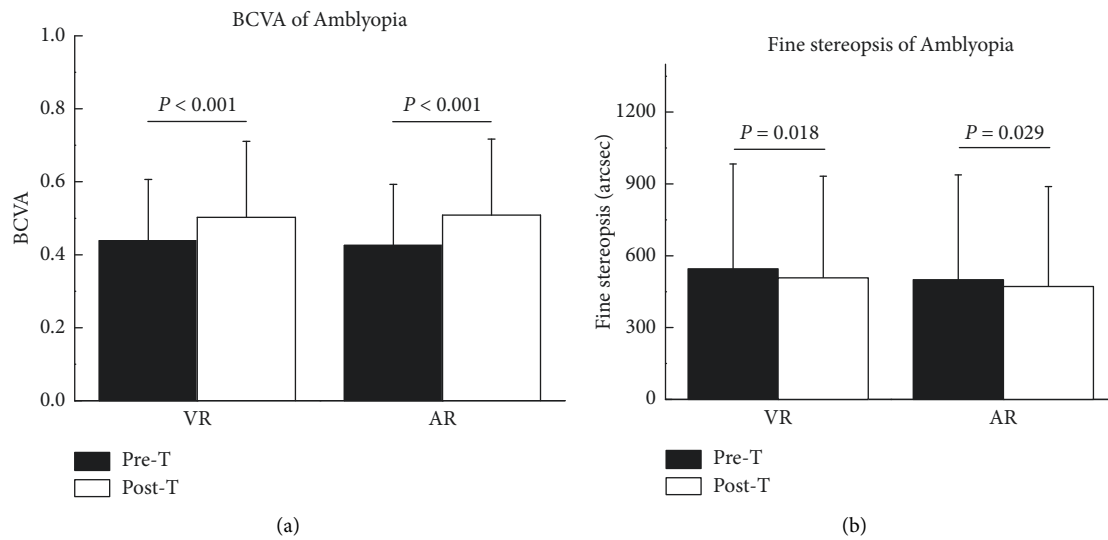 BCVA of Amblyopia
1.0
0.8
0.6
0.4
0.2
0.0
BCVA
P < 0.001
P < 0.001
VR
AR
Pre-T
Post-T
(a)
Fine stereopsis of Amblyopia
1200
900
600
300
0
Fine stereopsis (arcsec)
P = 0.018
P = 0.029
VR
AR
Pre-T
Post-T
(b)